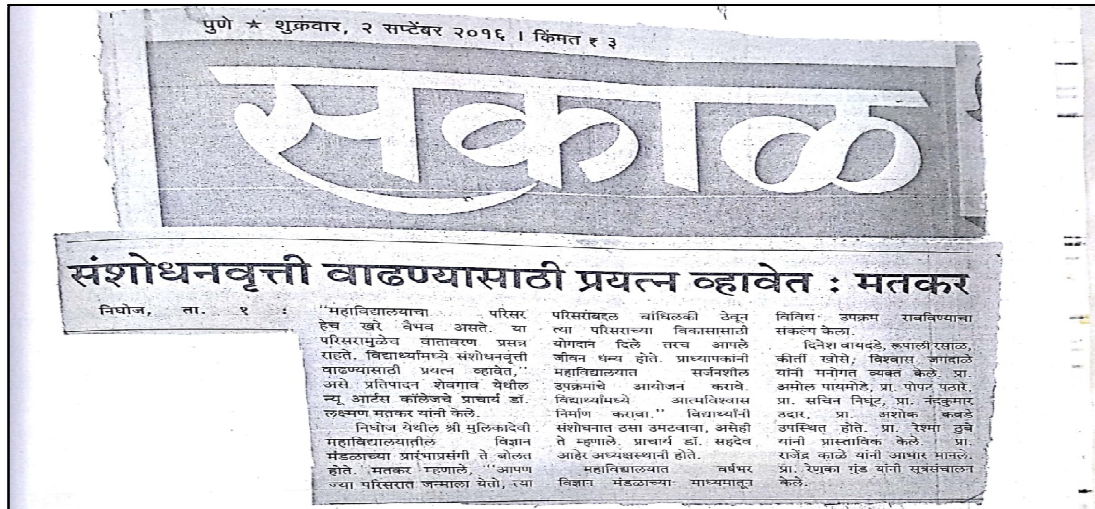 पुणे ★ शुक्रवार, २ सप्टेंबर २०१६ । किंमत ₹ ३
सकाळ
संशोधनवृत्ती वाढण्यासाठी प्रयत्न व्हावेत : मतकर
निघोज, ता. १ :
"महाविद्यालयाचा परिसर
हेच खरे वैभव असते. या
परिसरामुळेच वातावरण प्रसन्न
राहते. विद्यार्थ्यांमध्ये संशोधनवृत्ती
वाढण्यासाठी प्रयत्न व्हावेत,"
असे प्रतिपादन शेवगाव येथील
न्यू आर्टस कॉलेजचे प्राचार्य डॉ.
लक्ष्मण मतकर यांनी केले.
निघोज येथील श्री मुलिकादेवी
महाविद्यालयातील विज्ञान
मंडळाच्या प्रारंभाप्रसंगी ते बोलत
होते. मतकर म्हणाले, "आपण
ज्या परिसरात जन्माला येतो, त्या
परिसराबद्दल बांधिलकी ठेवून
त्या परिसराच्या विकासासाठी
योगदान दिले तरच आपले
जीवन धन्य होते. प्राध्यापकांनी
महाविद्यालयात सर्जनशील
उपक्रमांचे आयोजन करावे.
विद्यार्थ्यांमध्ये आत्मविश्वास
निर्माण करावा." विद्यार्थ्यांनी
संशोधनात ठसा उमटवावा, असेही
ते म्हणाले. प्राचार्य डॉ. सहदेव
आहेर अध्यक्षस्थानी होते.
महाविद्यालयात वर्षभर
विज्ञान मंडळाच्या माध्यमातून
विविध उपक्रम राबविण्याचा
संकल्प केला.
दिनेश बायदडे, रूपाली रसाळ,
कीर्ती खोसे, विश्वास जगदाळे
यांनी मनोगत व्यक्त केले. प्रा.
अमोल पायमोडे, प्रा. पोपट पठारे,
प्रा. सचिन निघूट, प्रा. नंदकुमार
उदार, प्रा. अशोक कवडे
उपस्थित होते. प्रा. रेश्मा ठुबे
यांनी प्रास्ताविक केले. प्रा.
राजेंद्र काळे यांनी आभार मानले.
प्रा. रेणुका गुंड यांनी सूत्रसंचालन
केले.